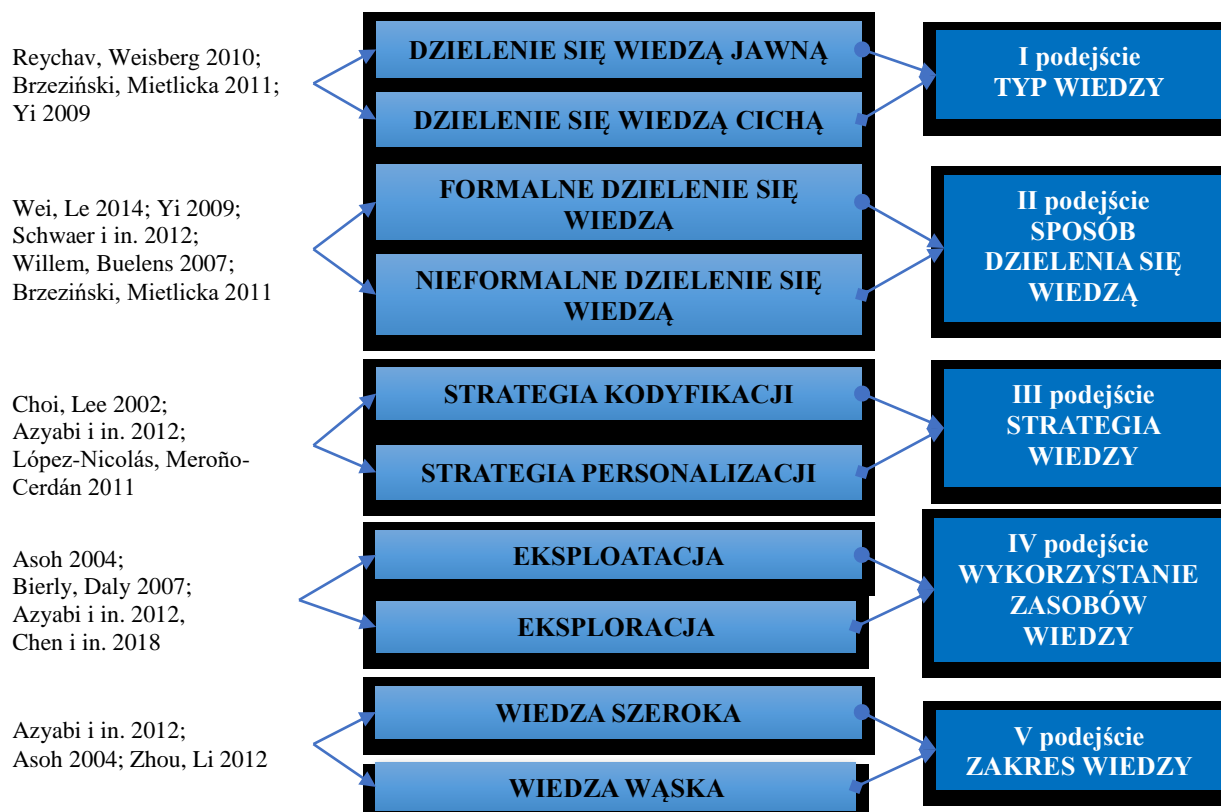 Reychav, Weisberg 2010;
Brzeziński, Mietlicka 2011;
Yi 2009
DZIELENIE SIĘ WIEDZĄ JAWNĄ
DZIELENIE SIĘ WIEDZĄ CICHĄ
I podejście
TYP WIEDZY
Wei, Le 2014; Yi 2009;
Schwaer i in. 2012;
Willem, Buelens 2007;
Brzeziński, Mietlicka 2011
FORMALNE DZIELENIE SIĘ
WIEDZĄ
NIEFORMALNE DZIELENIE SIĘ
WIEDZĄ
II podejście
SPOSÓB
DZIELENIA SIĘ
WIEDZĄ
Choi, Lee 2002;
Azyabi i in. 2012;
López-Nicolás, Meroño-
Cerdán 2011
STRATEGIA KODYFIKACJI
STRATEGIA PERSONALIZACJI
III podejście
STRATEGIA
WIEDZY
Asoh 2004;
Bierly, Daly 2007;
Azyabi i in. 2012,
Chen i in. 2018
EKSPLOATACJA
EKSPLORACJA
IV podejście
WYKORZYSTANIE
ZASOBÓW
WIEDZY
Azyabi i in. 2012;
Asoh 2004; Zhou, Li 2012
WIEDZA SZEROKA
WIEDZA WĄSKA
V podejście
ZAKRES WIEDZY